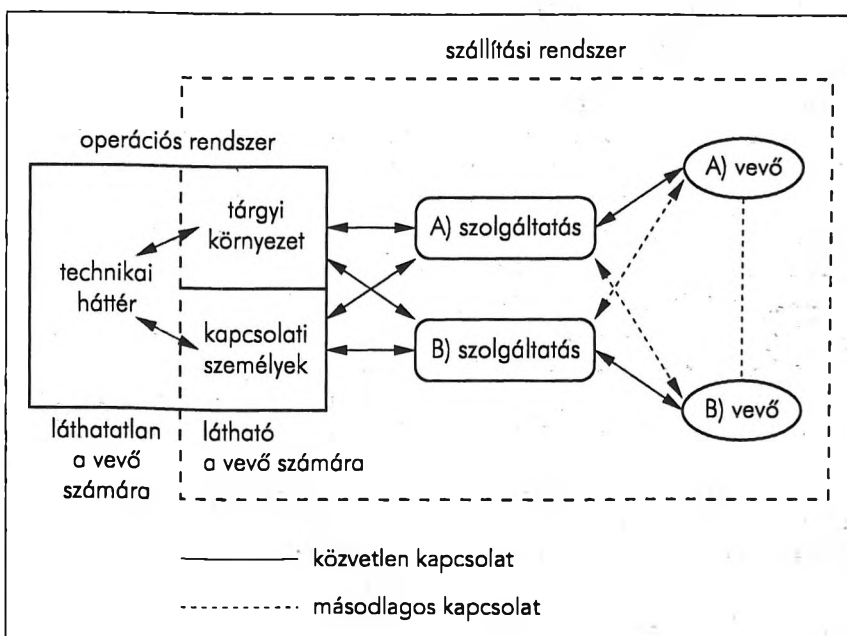 szállítási rendszer
operációs rendszer
A) vevő
tárgyi
környezet
A) szolgáltatás
technikai
háttér
kapcsolati
személyek
B) szolgáltatás
B) vevő
láthatatlan
a vevő
számára
látható
a vevő számára
közvetlen kapcsolat
másodlagos kapcsolat